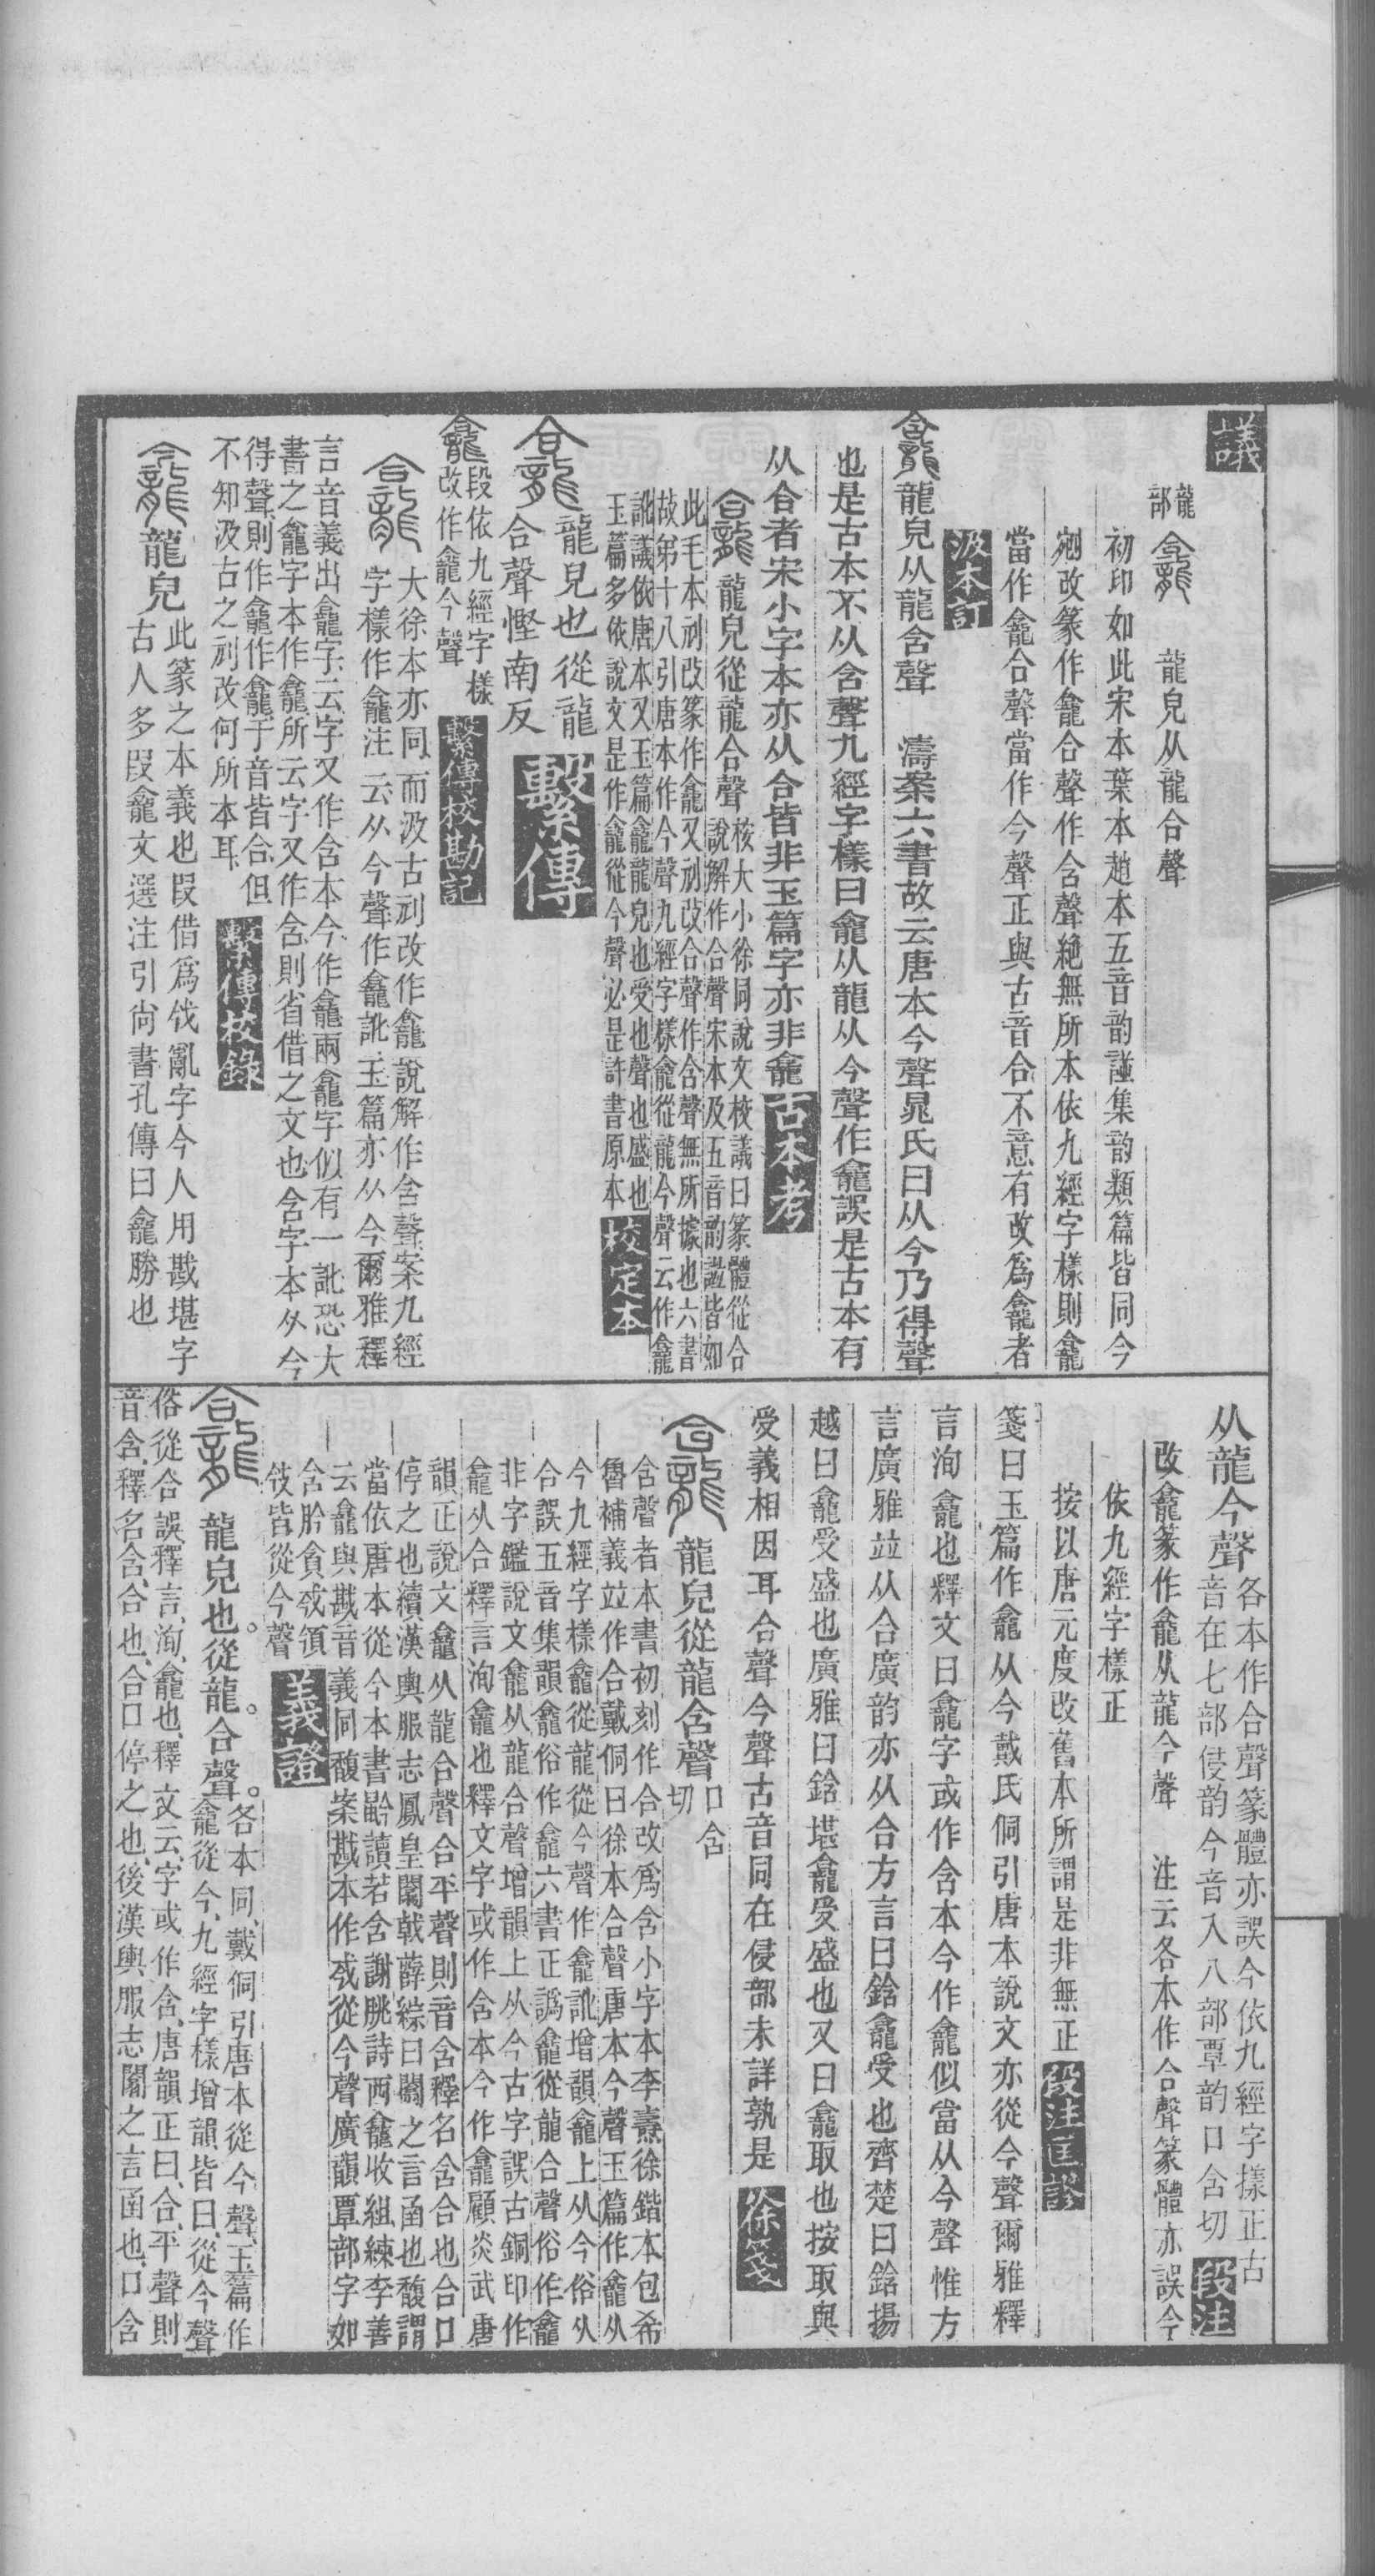 議
龍部 龕 龍皃从龍合聲
初印如此宋本葉本趙本五音韵譜集韵類篇皆同今
剜改篆作龕合聲作含聲絶無所本依九經字樣則龕
當作龕合聲當作今聲正與古音合不意有改爲龕者
汲本訂
龕龍皃从龍含聲 濤案六書故云唐本今聲晁氏曰从今乃得聲
也是古本不从含聲九經字樣曰龕从龍从今聲作龕誤是古本有
从合者宋小字本亦从合皆非玉篇字亦非龕古本考
龕龍皃從龍合聲核大小徐同說文校議曰篆體從合
說解作合聲宋本及五音韵譜皆如
此毛本刓改篆作龕又刓改合聲作含聲無所據也六書
故弟十八引唐本作今聲九經字樣龕從龍今聲云作龕
訛議依唐本又玉篇龕龍皃也受也聲也盛也
玉篇多依說文是作龕從今聲必是許書原本校定本
龕龍皃也從龍
合聲慳南反 繫傳
龕段依九經字樣
改作龕今聲 繫傳校勘記
龕大徐本亦同而汲古刓改作龕說解作含聲案九經
字樣作龕注云从今聲作龕訛玉篇亦从今爾雅釋
言音義出龕字云字又作含本今作龕兩龕字似有一訛恐大
書之龕字本作龕所云字又作含則省借之文也含字本从今
得聲則作龕作龕于音皆合但
不知汲古之刓改何所本耳 繫傳校錄
龕龍皃此篆之本義也叚借爲伐亂字今人用戡堪字
古人多叚龕文選注引尚書孔傳曰龕勝也
从龍今聲各本作合聲篆體亦誤今依九經字樣正古
音在七部侵韵今音入八部覃韵口含切段注
改龕篆作龕从龍今聲 注云各本作合聲篆體亦誤今
依九經字樣正
按以唐元度改舊本所謂是非無正段注匡謬
箋曰玉篇作龕从今戴氏侗引唐本說文亦從今聲爾雅釋
言洵龕也釋文曰龕字或作含本今作龕似當从今聲惟方
言廣雅竝从合廣韵亦从合方言曰鋡龕受也齊楚曰鋡揚
越曰龕受盛也廣雅曰鋡堪龕受盛也又曰龕取也按取與
受義相因耳合聲今聲古音同在侵部未詳孰是徐箋
龕龍皃從龍含聲口含切
含聲者本書初刻作合改爲含小字本李燾徐鍇本包希
魯補義竝作合戴侗曰徐本合聲唐本今聲玉篇作龕从
今九經字樣龕從龍從今聲作龕訛增韻龕上从今俗从
合誤五音集韻龕俗作龕六書正譌龕從龍合聲俗作龕
非字鑑說文龕从龍合聲增韻上从今古字誤古銅印作
龕从合釋言洵龕也釋文字或作含本今作龕顧炎武唐
韻正說文龕从龍合聲合平聲則音含釋名含合也合口
停之也續漢輿服志鳳皇闟戟薛綜曰闟之言函也馥謂
當依唐本從今本書齡讀若含謝朓詩西龕收組練李善
云龕與戡音義同馥案戡本作㦰從今聲廣韻覃部字如
含肣貪㦰領
㱃皆從今聲 義證
龕龍皃也。從龍。合聲。各本同、戴侗引唐本從今聲、玉篇作
龕從今、九經字樣增韻皆曰、從今聲
俗從合誤、釋言、洵、龕也、釋文云、字或作含、唐韻正曰、合、平聲則
音含、釋名、含、合也、合口停之也、後漢輿服志闟之言函也、口含